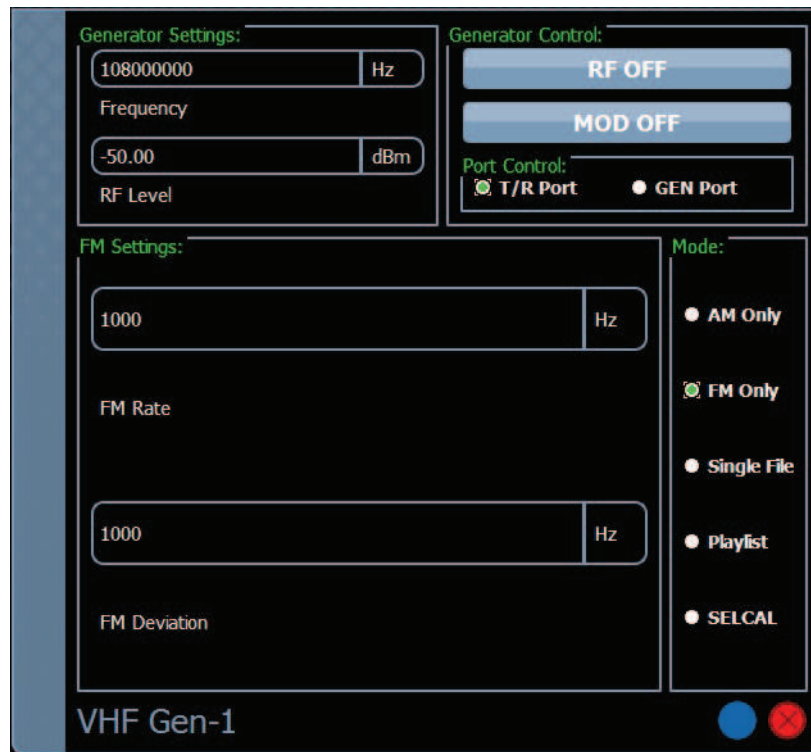 Generator Settings:
108000000 Hz
Frequency
-50.00 dBm
RF Level
Generator Control:
RF OFF
MOD OFF
Port Control:
T/R Port GEN Port
FM Settings:
1000 Hz
FM Rate
1000 Hz
FM Deviation
Mode:
AM Only
FM Only
Single File
Playlist
SELCAL
VHF Gen-1